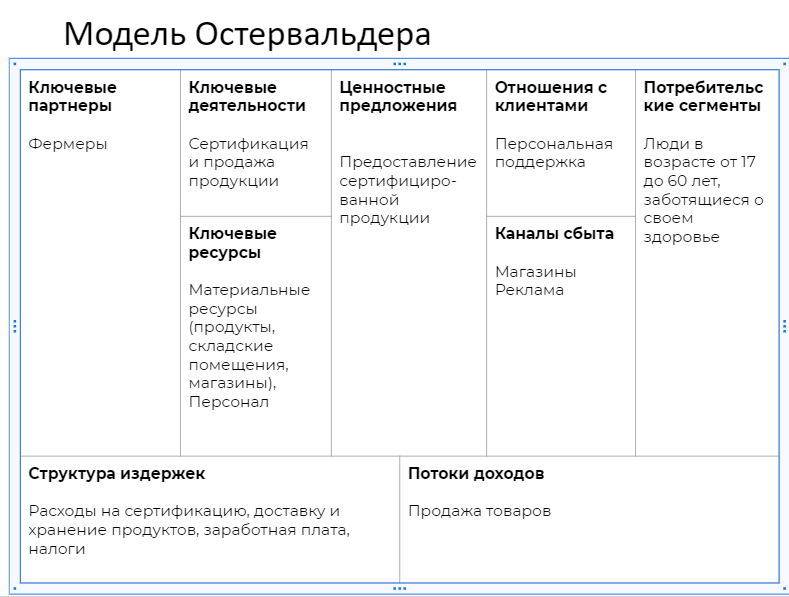 Модель Остервальдера
Ключевые
партнеры
Фермеры
Ключевые
деятельности
Сертификация
и продажа
продукции
Ключевые
ресурсы
Материальные
ресурсы
(продукты,
складские
помещения,
магазины),
Персонал
Ценностные
предложения
Предоставление
сертифициро-
ванной
продукции
Отношения с
клиентами
Персональная
поддержка
Каналы сбыта
Магазины
Реклама
Потребительс
кие сегменты
Люди в
возрасте от 17
до 60 лет,
заботящиеся о
своем
здоровье
Структура издержек
Расходы на сертификацию, доставку и
хранение продуктов, заработная плата,
налоги
Потоки доходов
Продажа товаров